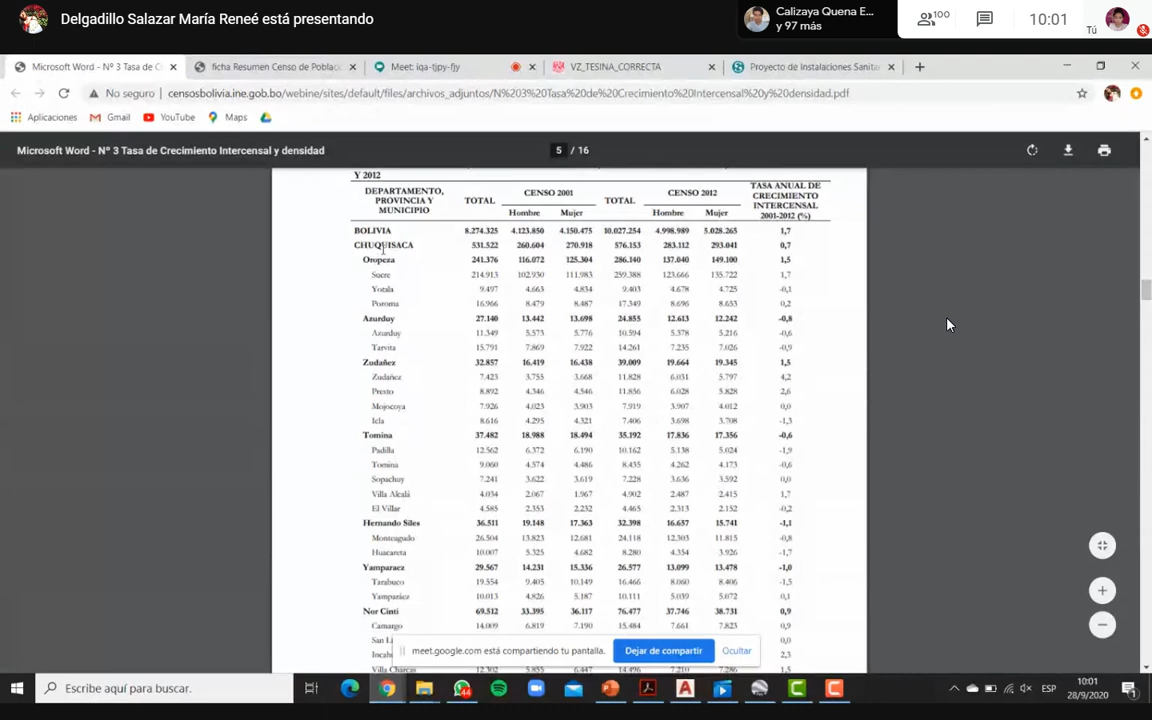 Delgadillo Salazar María Reneé está presentando
Calizaya Quena E...
y 97 más
100
10:01
Tú
Microsoft Word - Nº 3 Tasa de C
ficha Resumen Censo de Poblac
Meet: iqa-tjpy-fjy
VZ_TESINA_CORRECTA
Proyecto de Instalaciones Sanitar
No seguro
censosbolivia.ine.gob.bo/webine/sites/default/files/archivos_adjuntos/N%203%20Tasa%20de%20Crecimiento%20Intercensal%20y%20densidad.pdf
Aplicaciones
Gmail
YouTube
Maps
Microsoft Word - Nº 3 Tasa de Crecimiento Intercensal y densidad
5 / 16
Y 2012
DEPARTAMENTO, PROVINCIA Y MUNICIPIO TOTAL CENSO 2001 Hombre Mujer TOTAL CENSO 2012 Hombre Mujer TASA ANUAL DE CRECIMIENTO INTERCENSAL 2001-2012 (%)
BOLIVIA 8.274.325 4.123.850 4.150.475 10.027.254 4.998.989 5.028.265 1,7
CHUQUISACA 531.522 260.604 270.918 576.153 283.112 293.041 0,7
Oropeza 241.376 116.072 125.304 286.140 137.040 149.100 1,5
Sucre 214.913 102.930 111.983 259.388 123.666 135.722 1,7
Yotala 9.497 4.663 4.834 9.403 4.678 4.725 -0,1
Poroma 16.966 8.479 8.487 17.349 8.696 8.653 0,2
Azurduy 27.140 13.442 13.698 24.855 12.613 12.242 -0,8
Azurduy 11.349 5.573 5.776 10.594 5.378 5.216 -0,6
Tarvita 15.791 7.869 7.922 14.261 7.235 7.026 -0,9
Zudañez 32.857 16.419 16.438 39.009 19.664 19.345 1,5
Zudañez 7.423 3.755 3.668 11.828 6.031 5.797 4,2
Presto 8.892 4.346 4.546 11.856 6.028 5.828 2,6
Mojocoya 7.926 4.023 3.903 7.919 3.907 4.012 0,0
Icla 8.616 4.295 4.321 7.406 3.698 3.708 -1,3
Tomina 37.482 18.988 18.494 35.192 17.836 17.356 -0,6
Padilla 12.562 6.372 6.190 10.162 5.138 5.024 -1,9
Tomina 9.060 4.574 4.486 8.435 4.262 4.173 -0,6
Sopachuy 7.241 3.622 3.619 7.228 3.636 3.592 0,0
Villa Alcalá 4.034 2.067 1.967 4.902 2.487 2.415 1,7
El Villar 4.585 2.353 2.232 4.465 2.313 2.152 -0,2
Hernando Siles 36.511 19.148 17.363 32.398 16.657 15.741 -1,1
Monteagudo 26.504 13.823 12.681 24.118 12.303 11.815 -0,8
Huacareta 10.007 5.325 4.682 8.280 4.354 3.926 -1,7
Yamparaez 29.567 14.231 15.336 26.577 13.099 13.478 -1,0
Tarabuco 19.554 9.405 10.149 16.466 8.060 8.406 -1,5
Yamparáez 10.013 4.826 5.187 10.111 5.039 5.072 0,1
Nor Cinti 69.512 33.395 36.117 76.477 37.746 38.731 0,9
Camargo 14.009 6.819 7.190 15.484 7.661 7.823 0,9
San L 0,0
Incah 2,3
Villa Charcas 12.302 5.855 6.447 14.496 7.210 7.286 1,5
meet.google.com está compartiendo tu pantalla.
Dejar de compartir
Ocultar
Escribe aquí para buscar.
44
ESP
10:01
28/9/2020
1